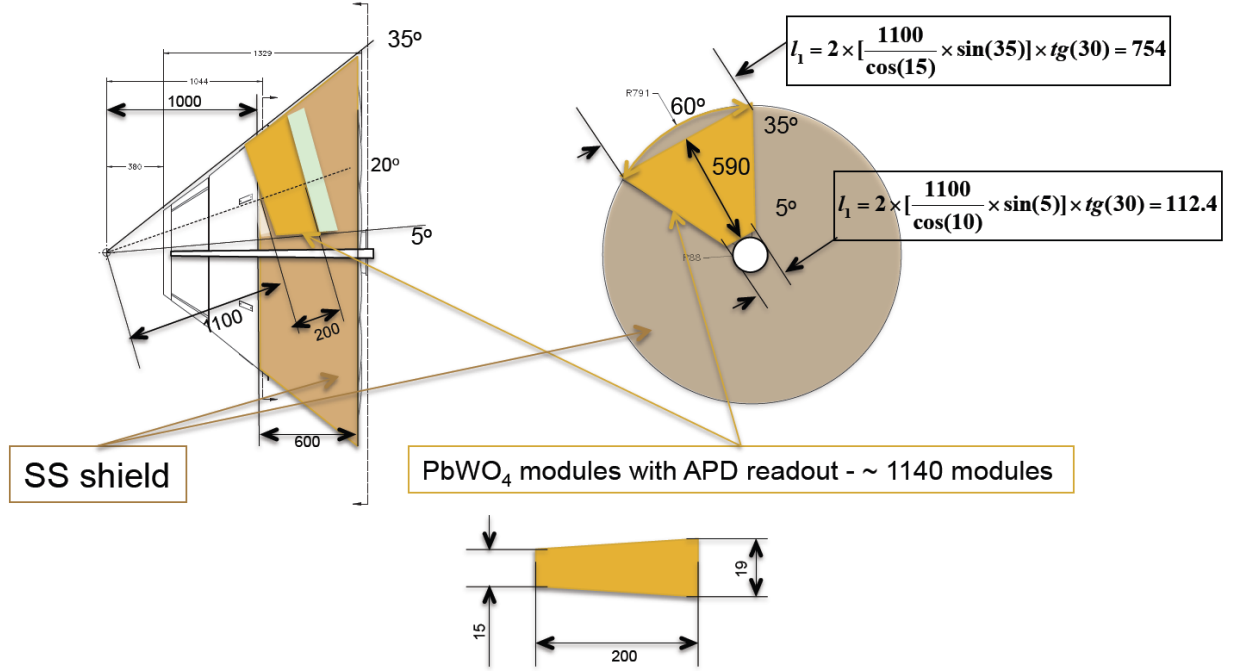 1329
35º
1044
1000
380
20º
5º
100
200
600
l₁ = 2 × [1100/cos(15) × sin(35)] × tg(30) = 754
R791
60º
35º
590
5º
l₁ = 2 × [1100/cos(10) × sin(5)] × tg(30) = 112.4
R88
SS shield
PbWO₄ modules with APD readout - ~ 1140 modules
15
19
200